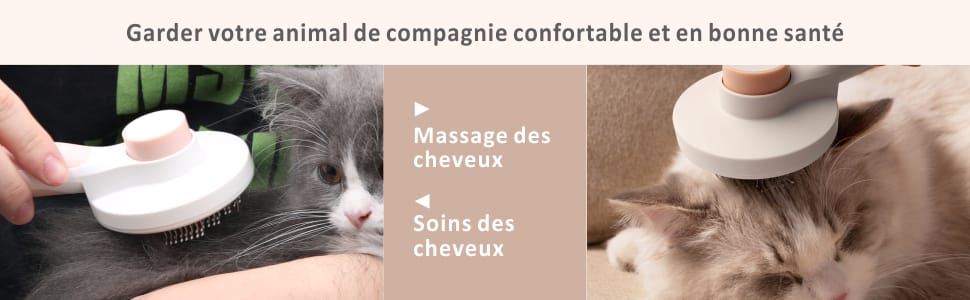 Garder votre animal de compagnie confortable et en bonne santé
Massage des
cheveux
Soins des
cheveux